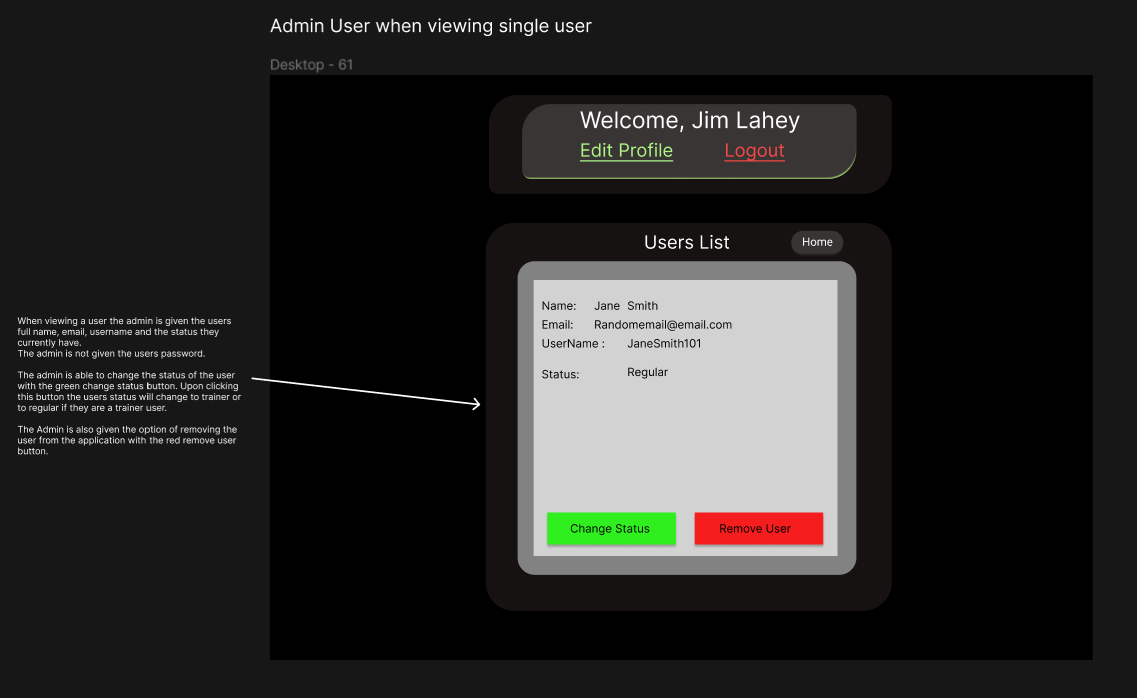 Admin User when viewing single user
Desktop - 61
Welcome, Jim Lahey
Edit Profile Logout
Users List Home
Name: Jane Smith
Email: Randomemail@email.com
UserName : JaneSmith101
Status: Regular
Change Status Remove User
When viewing a user the admin is given the users
full name, email, username and the status they
currently have.
The admin is not given the users password.
The admin is able to change the status of the user
with the green change status button. Upon clicking
this button the users status will change to trainer or
to regular if they are a trainer user.
The Admin is also given the option of removing the
user from the application with the red remove user
button.